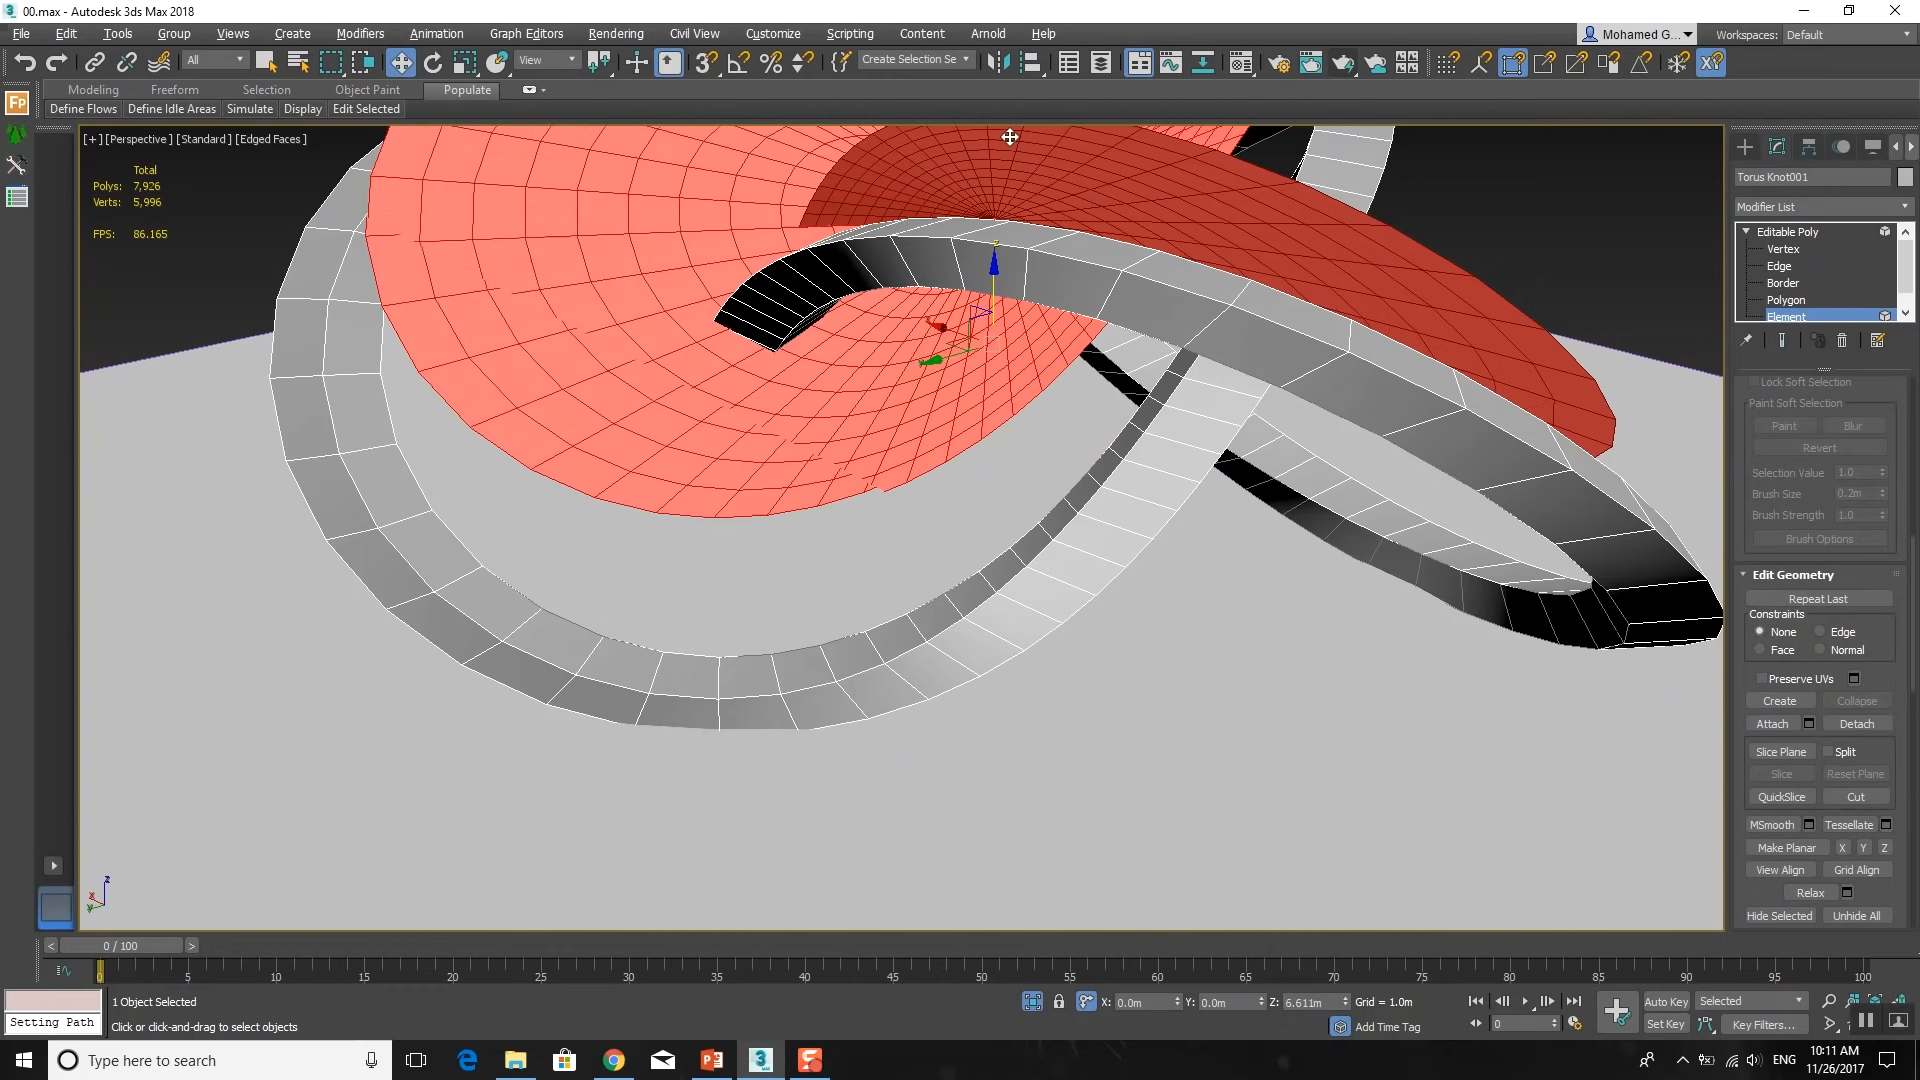 00.max - Autodesk 3ds Max 2018
File Edit Tools Group Views Create Modifiers Animation Graph Editors Rendering Civil View Customize Scripting Content Arnold Help
Mohamed G... Workspaces: Default
All View Create Selection Se
Modeling Freeform Selection Object Paint Populate
Define Flows Define Idle Areas Simulate Display Edit Selected
[+] [Perspective ] [Standard ] [Edged Faces ]
Total
Polys: 7,926
Verts: 5,996
FPS: 86.165
Torus Knot001
Modifier List
Editable Poly
Vertex
Edge
Border
Polygon
Element
Lock Soft Selection
Paint Soft Selection
Paint Blur
Revert
Selection Value 1.0
Brush Size 0.2m
Brush Strength 1.0
Brush Options
Edit Geometry
Repeat Last
Constraints
None Edge
Face Normal
Preserve UVs
Create Collapse
Attach Detach
Slice Plane Split
Slice Reset Plane
QuickSlice Cut
MSmooth Tessellate
Make Planar X Y Z
View Align Grid Align
Relax
Hide Selected Unhide All
0 / 100
0 5 10 15 20 25 30 35 40 45 50 55 60 65 70 75 80 85 90 95 100
1 Object Selected
X: 0.0m Y: 0.0m Z: 6.611m Grid = 1.0m
Auto Key Selected
Setting Path
Click or click-and-drag to select objects
Add Time Tag
0
Set Key Key Filters...
Type here to search
ENG
10:11 AM
11/26/2017